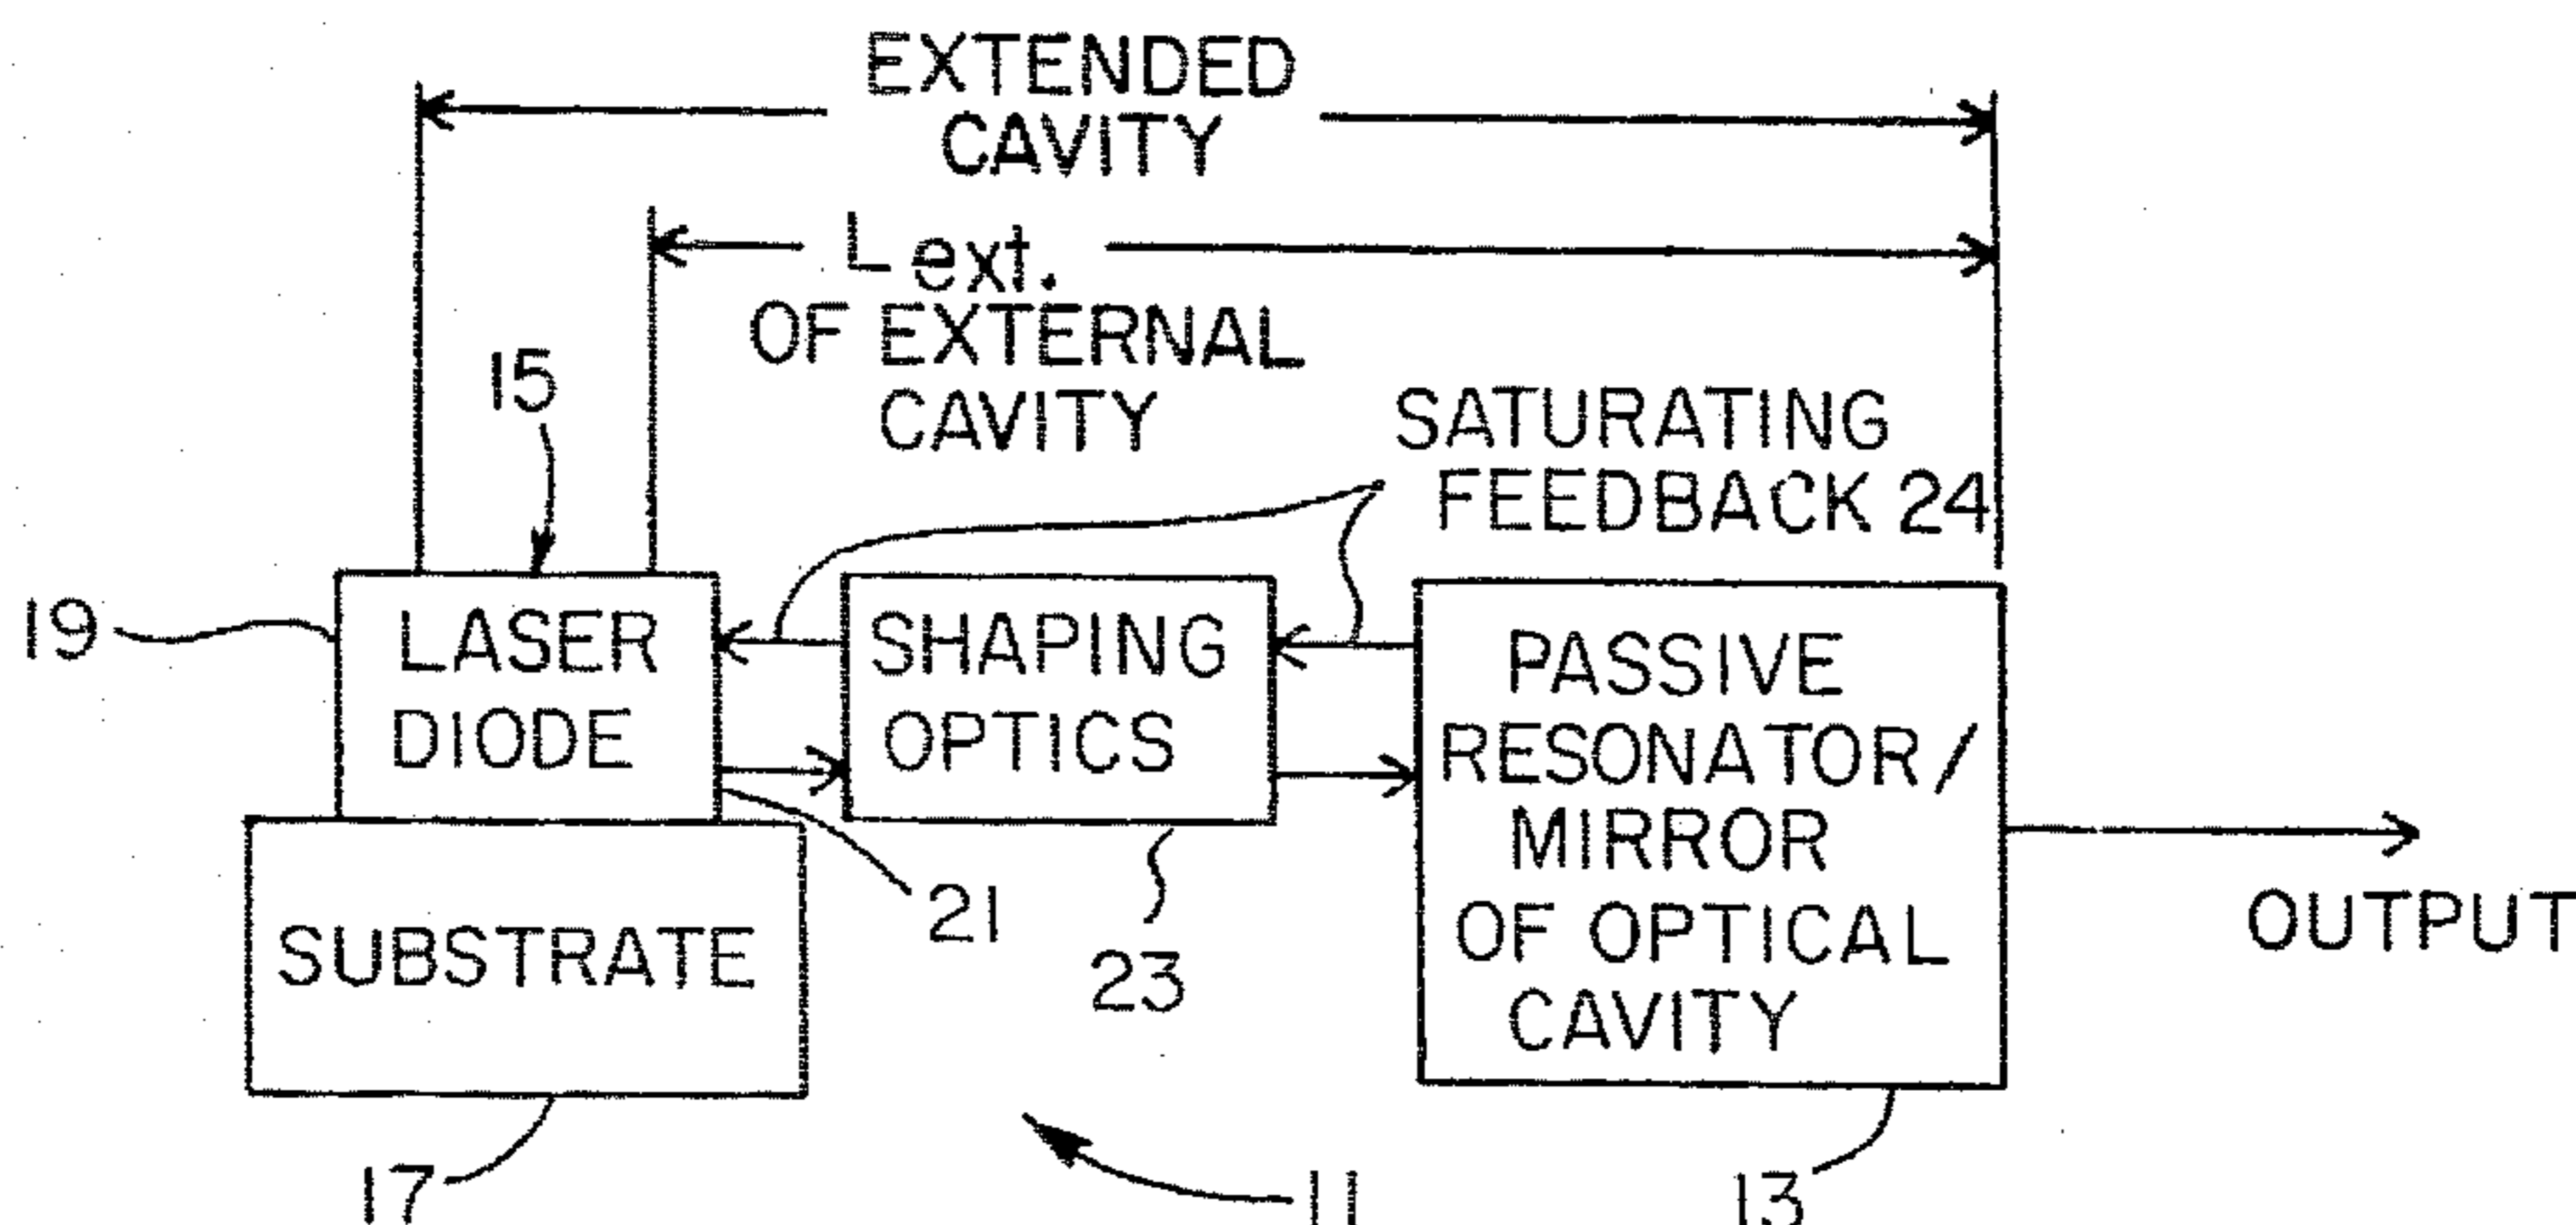 EXTENDED
CAVITY
Lext.
OF EXTERNAL
CAVITY
15
SATURATING
FEEDBACK 24
19
LASER
DIODE
SHAPING
OPTICS
PASSIVE
RESONATOR/
MIRROR
OF OPTICAL
CAVITY
OUTPUT
21
23
SUBSTRATE
17
11
13